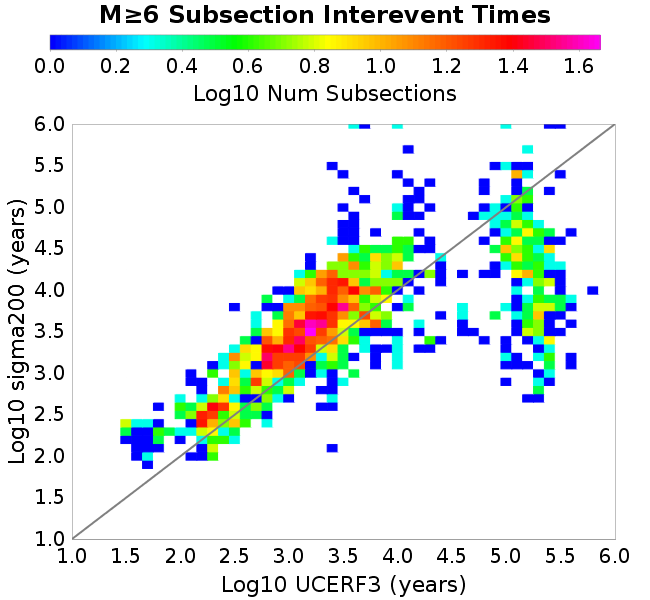 M≥6 Subsection Interevent Times
0.0 0.2 0.4 0.6 0.8 1.0 1.2 1.4 1.6
Log10 Num Subsections
6.0
5.5
5.0
4.5
4.0
3.5
3.0
2.5
2.0
1.5
1.0
Log10 sigma200 (years)
1.0 1.5 2.0 2.5 3.0 3.5 4.0 4.5 5.0 5.5 6.0
Log10 UCERF3 (years)